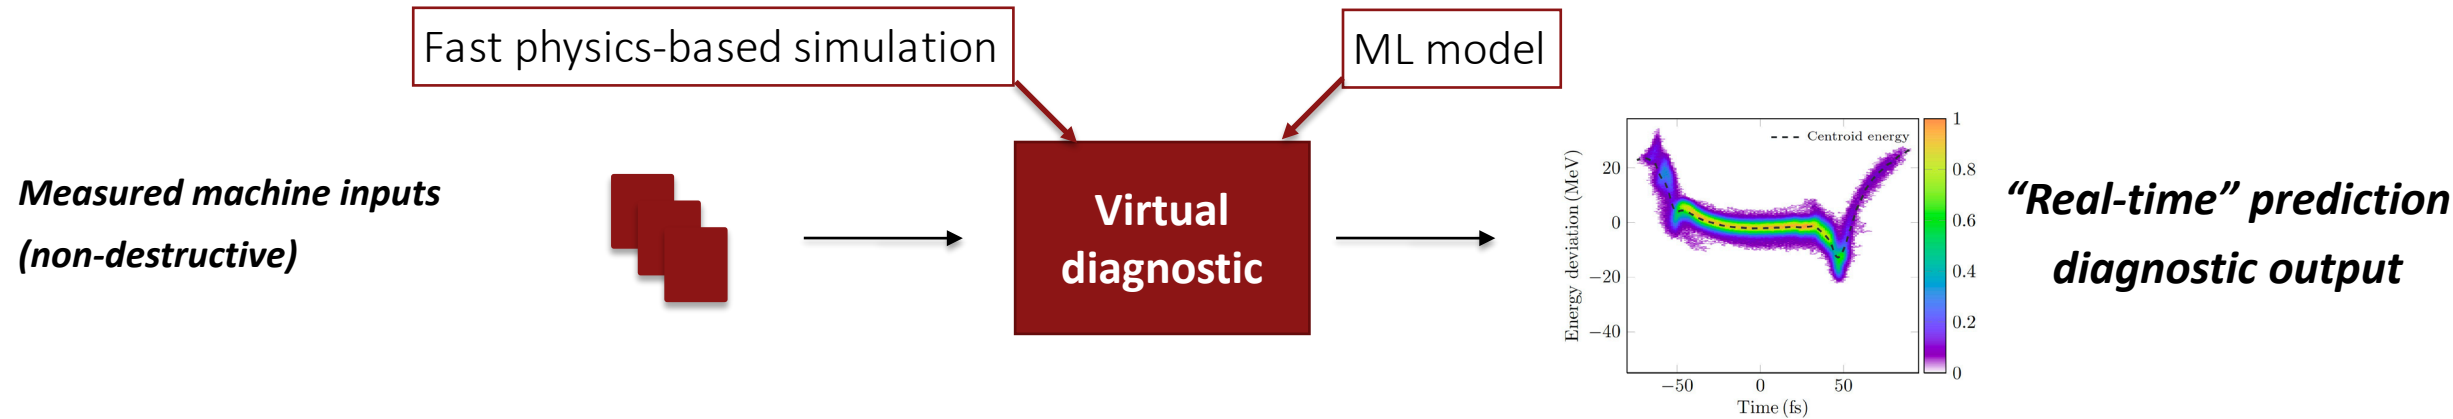 Fast physics-based simulation
ML model
Measured machine inputs
(non-destructive)
Virtual
diagnostic
Centroid energy
Energy deviation (MeV)
20
0
−20
−40
−50
0
50
Time (fs)
1
0.8
0.6
0.4
0.2
0
“Real-time” prediction
diagnostic output